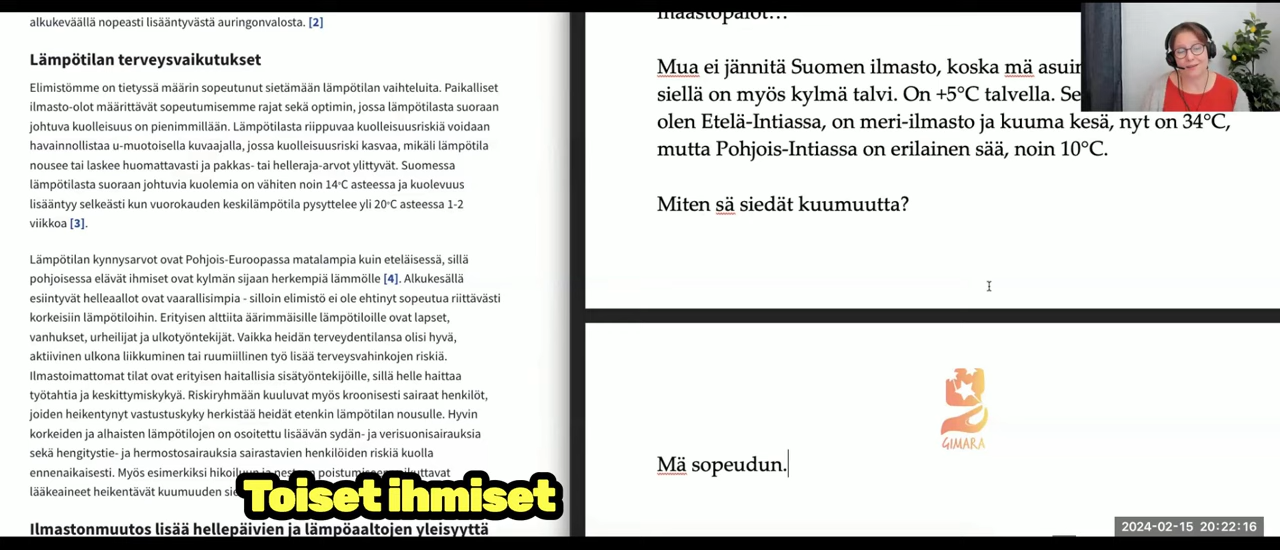 alkukeväällä nopeasti lisääntyvästä auringonvalosta. [2]
Lämpötilan terveysvaikutukset
Elimistömme on tietyssä määrin sopeutunut sietämään lämpötilan vaihteluita. Paikalliset
ilmasto-olot määrittävät sopeutumisemme rajat sekä optimin, jossa lämpötilasta suoraan
johtuva kuolleisuus on pienimmillään. Lämpötilasta riippuvaa kuolleisuusriskiä voidaan
havainnollistaa u-muotoisella kuvaajalla, jossa kuolleisuusriski kasvaa, mikäli lämpötila
nousee tai laskee huomattavasti ja pakkas- tai helleraja-arvot ylittyvät. Suomessa
lämpötilasta suoraan johtuvia kuolemia on vähiten noin 14°C asteessa ja kuolevuus
lisääntyy selkeästi kun vuorokauden keskilämpötila pysyttelee yli 20°C asteessa 1-2
viikkoa [3].
Lämpötilan kynnysarvot ovat Pohjois-Euroopassa matalampia kuin eteläisessä, sillä
pohjoisessa elävät ihmiset ovat kylmän sijaan herkempiä lämmölle [4]. Alkukesällä
esiintyvät helleaallot ovat vaarallisimpia - silloin elimistö ei ole ehtinyt sopeutua riittävästi
korkeisiin lämpötiloihin. Erityisen alttiita äärimmäisille lämpötiloille ovat lapset,
vanhukset, urheilijat ja ulkotyöntekijät. Vaikka heidän terveydentilansa olisi hyvä,
aktiivinen ulkona liikkuminen tai ruumiillinen työ lisää terveysvahinkojen riskiä.
Ilmastoimattomat tilat ovat erityisen haitallisia sisätyöntekijöille, sillä helle haittaa
työtahtia ja keskittymiskykyä. Riskiryhmään kuuluvat myös kroonisesti sairaat henkilöt,
joiden heikentynyt vastustuskyky herkistää heidät etenkin lämpötilan nousulle. Hyvin
korkeiden ja alhaisten lämpötilojen on osoitettu lisäävän sydän- ja verisuonisairauksia
sekä hengitystie- ja hermostosairauksia sairastavien henkilöiden riskiä kuolla
ennenaikaisesti. Myös esimerkiksi hikoilun ja
lääkeaineet heikentävät kuumuuden
Ilmastonmuutos lisää hellepäivien ja lämpöaaltojen yleisyyttä
maastopalot…
Mua ei jännitä Suomen ilmasto, koska mä
siellä on myös kylmä talvi. On +5°C talvella.
olen Etelä-Intiassa, on meri-ilmasto ja kuuma kesä, nyt on 34°C,
mutta Pohjois-Intiassa on erilainen sää, noin 10°C.
Miten sä siedät kuumuutta?
GIMARA
Mä sopeudun.
Toiset ihmiset
2024-02-15 20:22:16